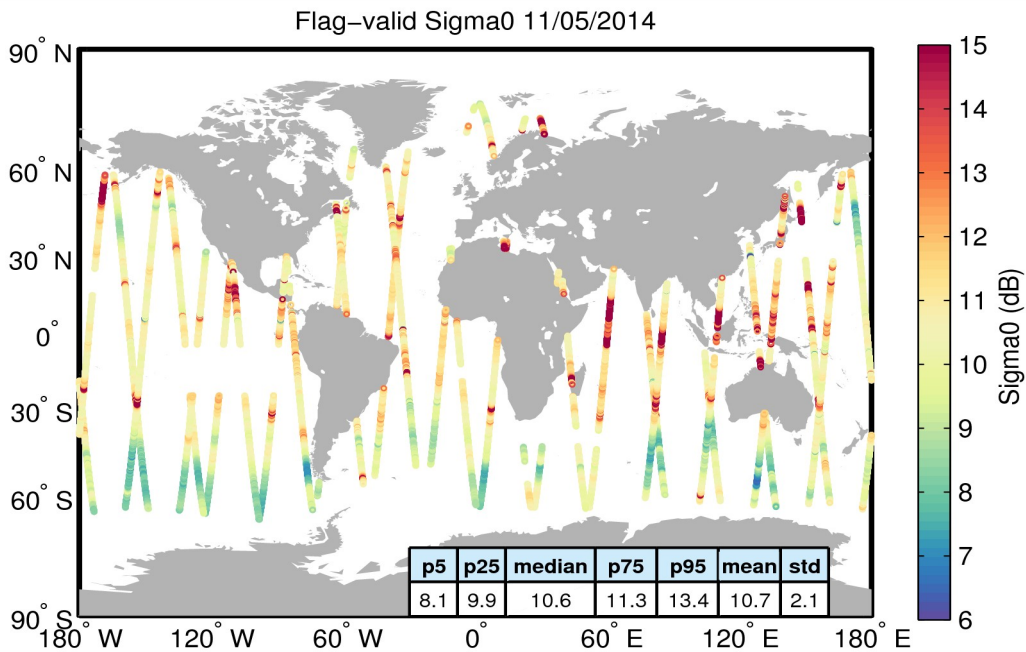 Flag−valid Sigma0 11/05/2014
90° N
60° N
30° N
0°
30° S
60° S
90° S
180° W
120° W
60° W
0°
60° E
120° E
180° E
p5 p25 median p75 p95 mean std
8.1 9.9 10.6 11.3 13.4 10.7 2.1
15
14
13
12
11
10
9
8
7
6
Sigma0 (dB)